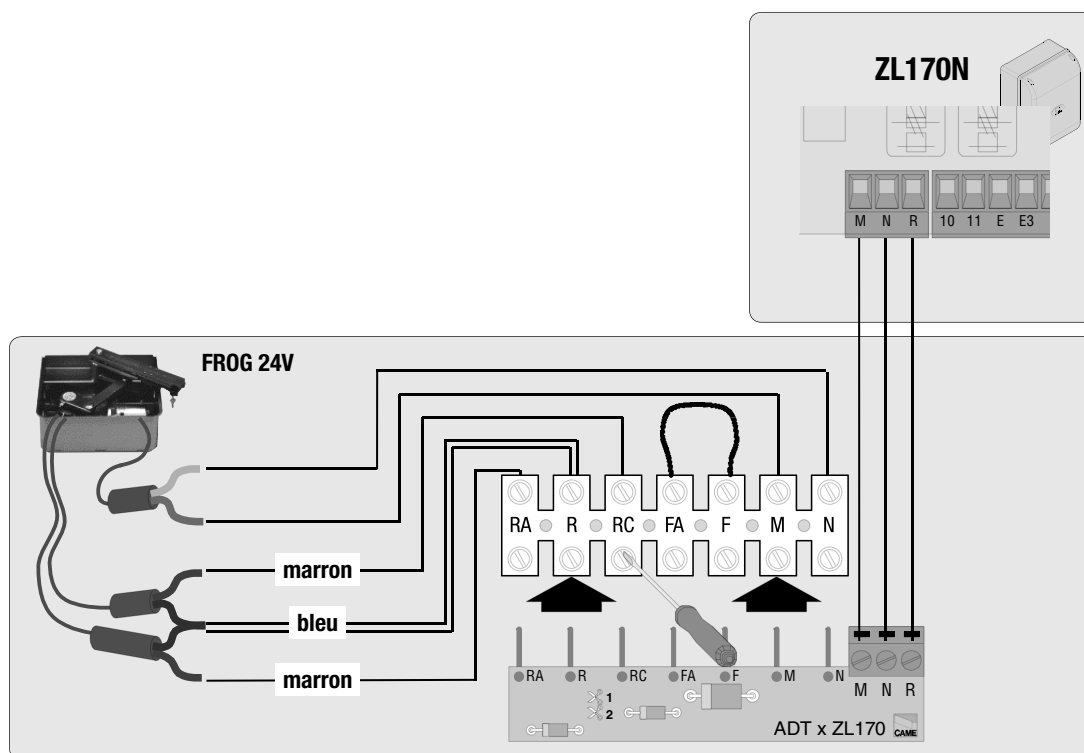 ZL170N
M N R 10 11 E E3
FROG 24V
RA R RC FA F M N
marron
bleu
marron
RA R RC FA F M N
1
2
M N R
ADT x ZL170 CAME